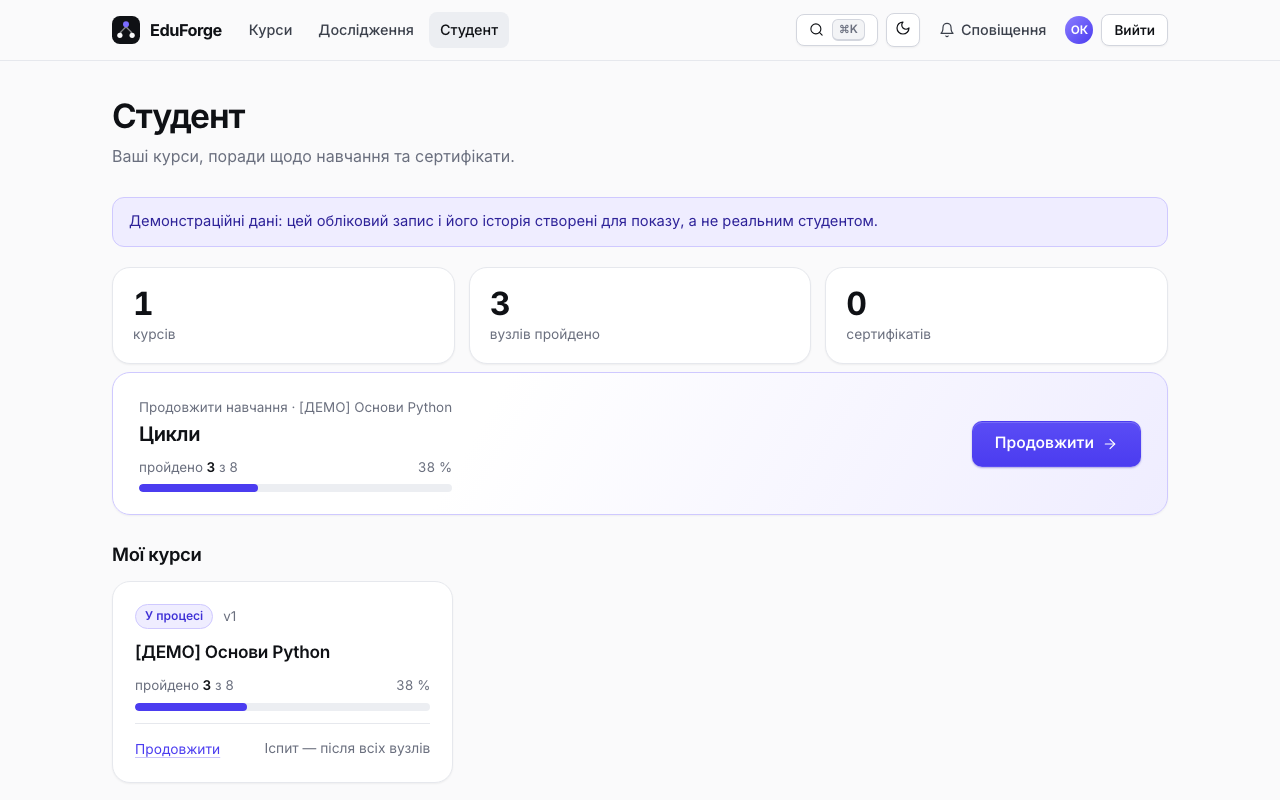 EduForge
Курси
Дослідження
Студент
⌘K
Сповіщення
ОК
Вийти
Студент
Ваші курси, поради щодо навчання та сертифікати.
Демонстраційні дані: цей обліковий запис і його історія створені для показу, а не реальним студентом.
1
курсів
3
вузлів пройдено
0
сертифікатів
Продовжити навчання · [ДЕМО] Основи Python
Цикли
пройдено 3 з 8
38 %
Продовжити →
Мої курси
У процесі
v1
[ДЕМО] Основи Python
пройдено 3 з 8
38 %
Продовжити
Іспит — після всіх вузлів